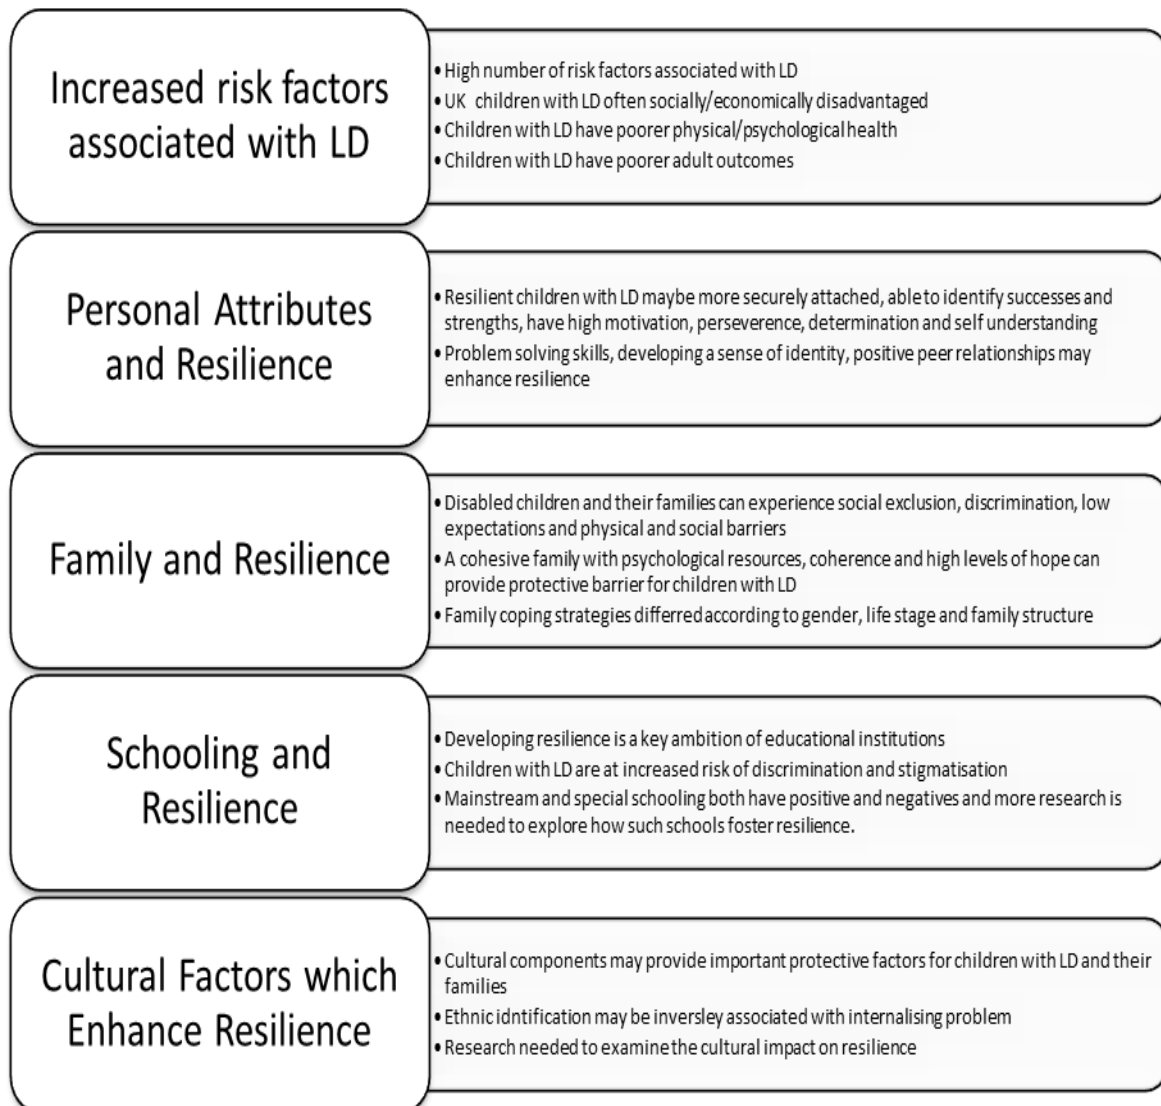 Increased risk factors
associated with LD
• High number of risk factors associated with LD
• UK children with LD often socially/economically disadvantaged
• Children with LD have poorer physical/psychological health
• Children with LD have poorer adult outcomes
Personal Attributes
and Resilience
• Resilient children with LD maybe more securely attached, able to identify successes and
strengths, have high motivation, perseverence, determination and self understanding
• Problem solving skills, developing a sense of identity, positive peer relationships may
enhance resilience
Family and Resilience
• Disabled children and their families can experience social exclusion, discrimination, low
expectations and physical and social barriers
• A cohesive family with psychological resources, coherence and high levels of hope can
provide protective barrier for children with LD
• Family coping strategies differred according to gender, life stage and family structure
Schooling and
Resilience
• Developing resilience is a key ambition of educational institutions
• Children with LD are at increased risk of discrimination and stigmatisation
• Mainstream and special schooling both have positive and negatives and more research is
needed to explore how such schools foster resilience.
Cultural Factors which
Enhance Resilience
• Cultural components may provide important protective factors for children with LD and their
families
• Ethnic idntification may be inversley associated with internalising problem
• Research needed to examine the cultural impact on resilience